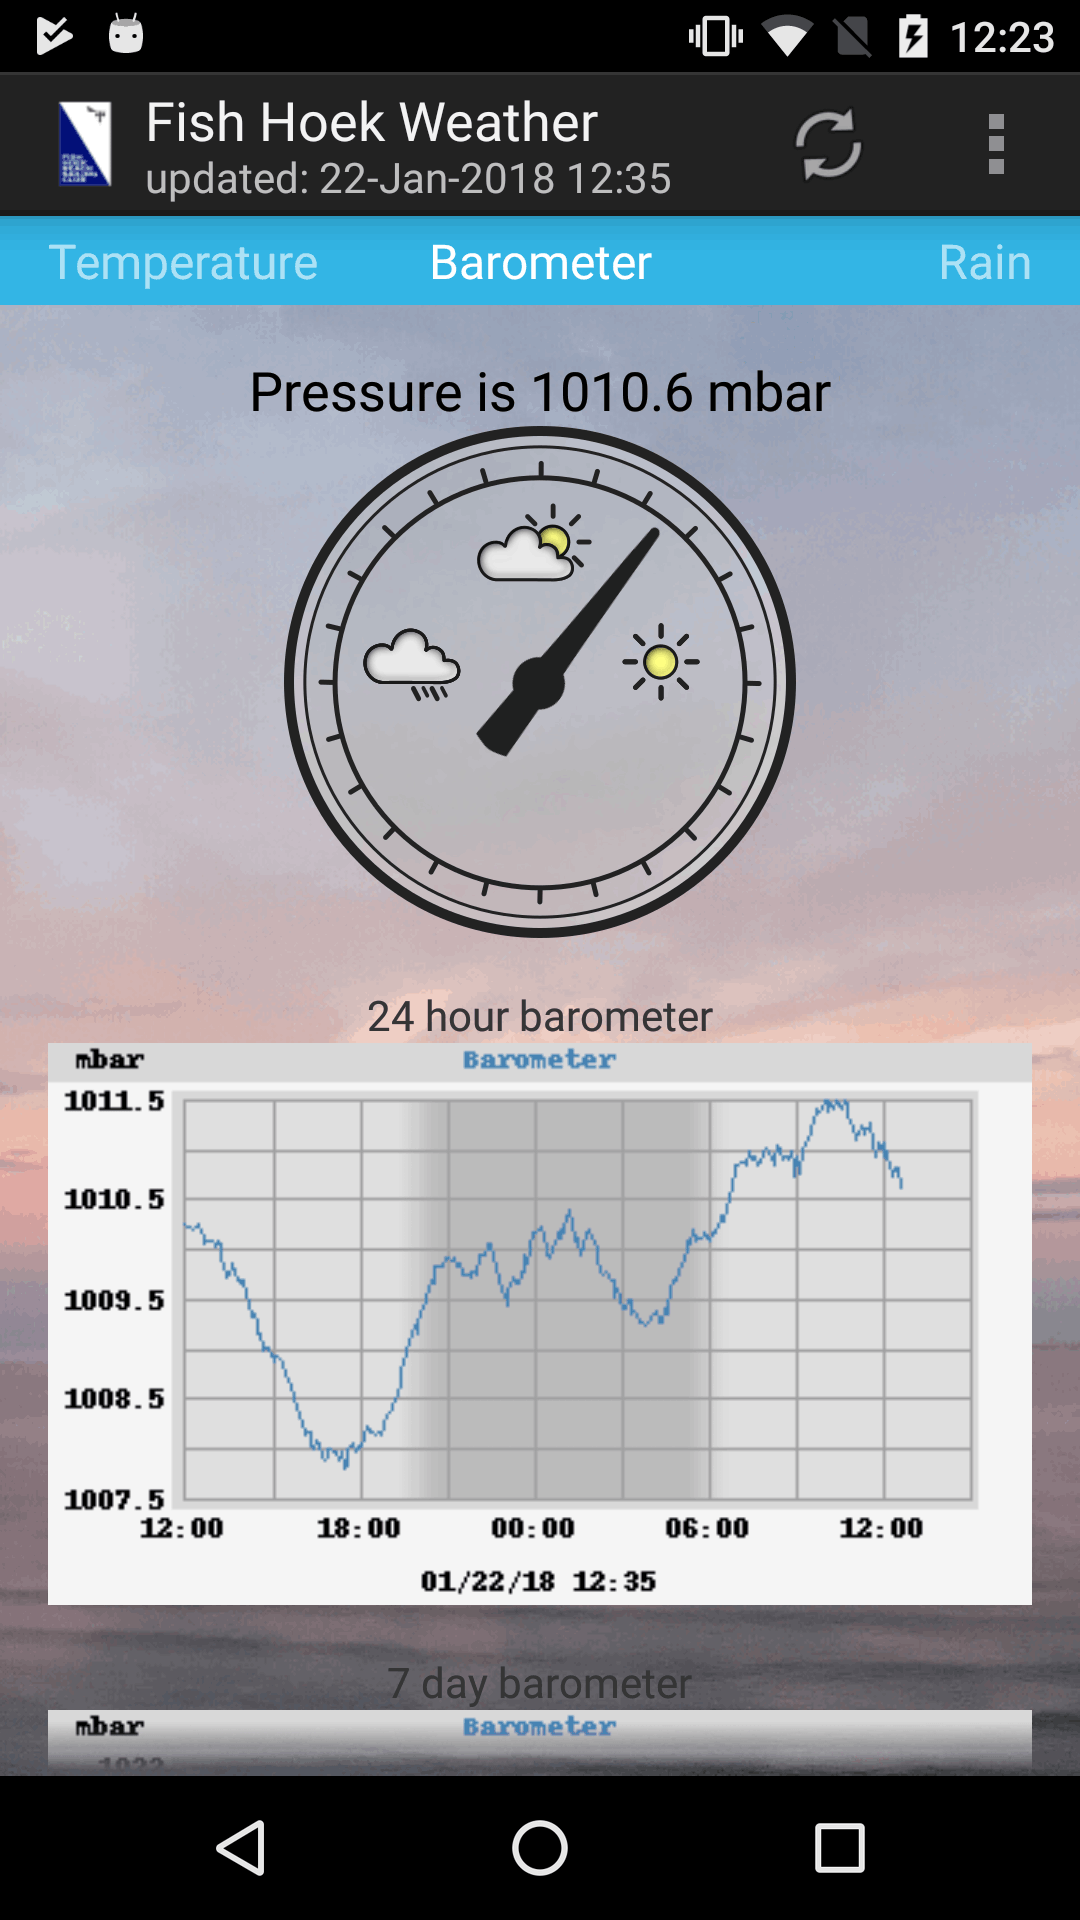 12:23
Fish Hoek Weather
updated: 22-Jan-2018 12:35
Temperature Barometer Rain
Pressure is 1010.6 mbar
24 hour barometer
mbar Barometer
1011.5
1010.5
1009.5
1008.5
1007.5
12:00 18:00 00:00 06:00 12:00
01/22/18 12:35
7 day barometer
mbar Barometer